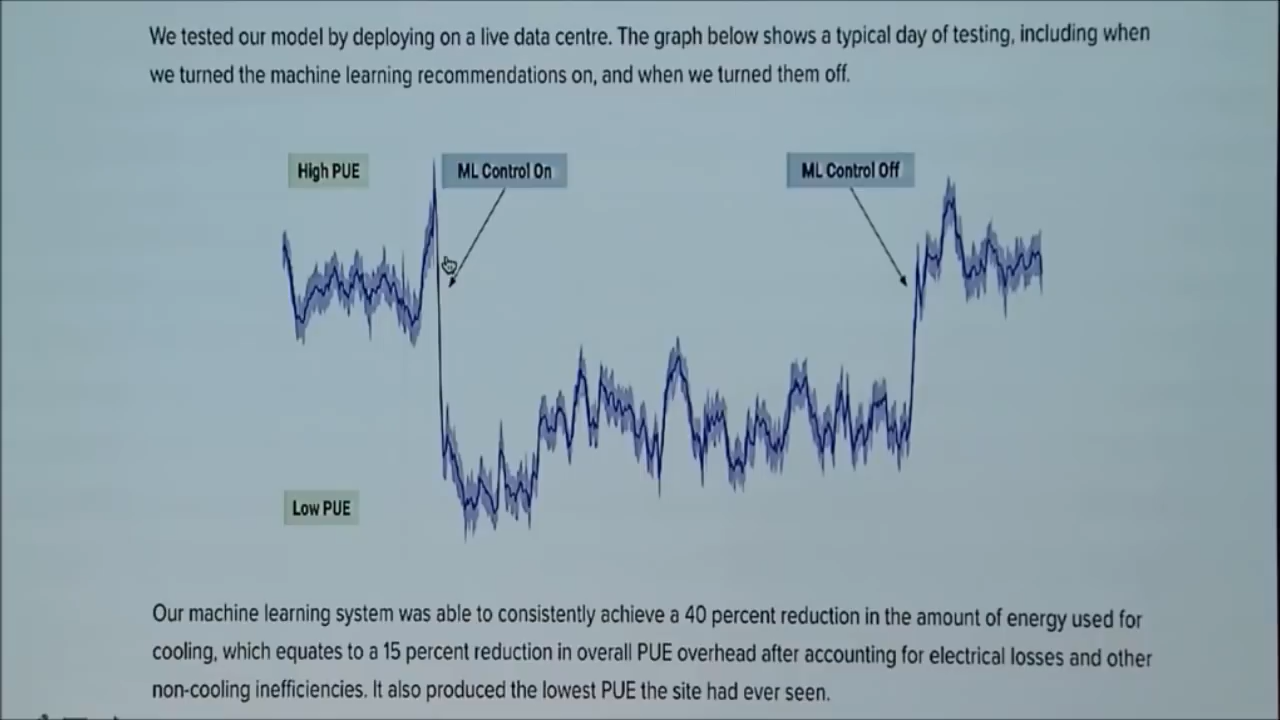 We tested our model by deploying on a live data centre. The graph below shows a typical day of testing, including when
we turned the machine learning recommendations on, and when we turned them off.
High PUE
ML Control On
ML Control Off
Low PUE
Our machine learning system was able to consistently achieve a 40 percent reduction in the amount of energy used for
cooling, which equates to a 15 percent reduction in overall PUE overhead after accounting for electrical losses and other
non-cooling inefficiencies. It also produced the lowest PUE the site had ever seen.